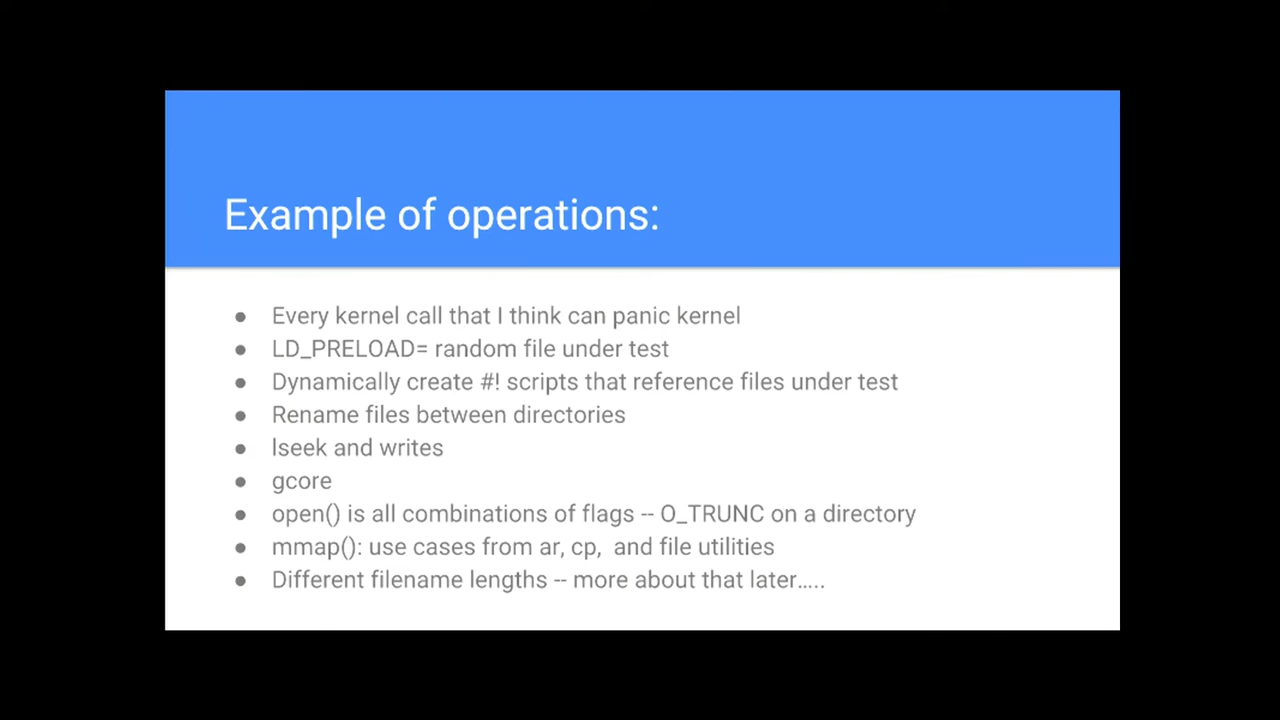 Example of operations:
● Every kernel call that I think can panic kernel
● LD_PRELOAD= random file under test
● Dynamically create #! scripts that reference files under test
● Rename files between directories
● lseek and writes
● gcore
● open() is all combinations of flags -- O_TRUNC on a directory
● mmap(): use cases from ar, cp,  and file utilities
● Different filename lengths -- more about that later…..